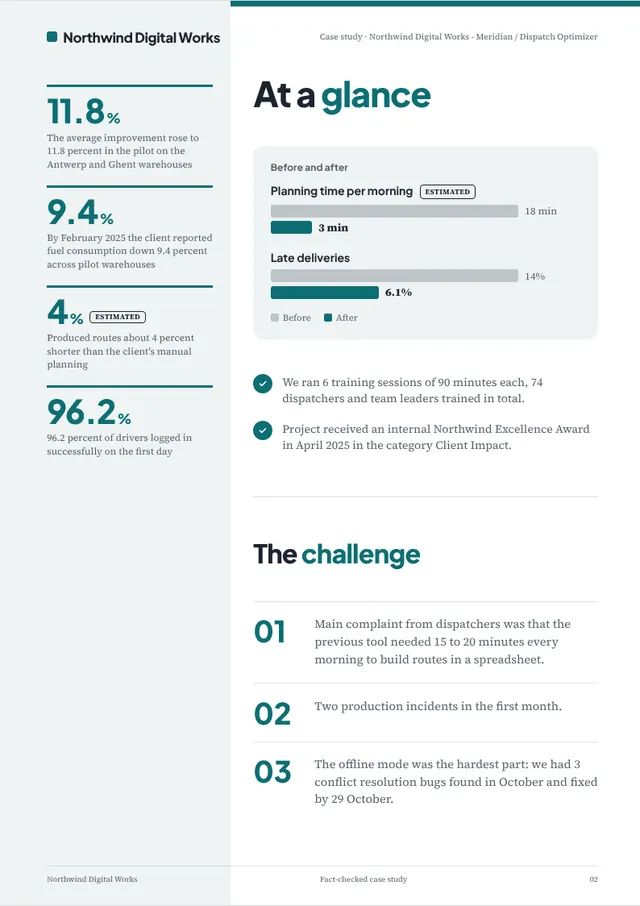 Northwind Digital Works
Case study · Northwind Digital Works - Meridian / Dispatch Optimizer
11.8%
The average improvement rose to
11.8 percent in the pilot on the
Antwerp and Ghent warehouses
9.4%
By February 2025 the client reported
fuel consumption down 9.4 percent
across pilot warehouses
4% ESTIMATED
Produced routes about 4 percent
shorter than the client's manual
planning
96.2%
96.2 percent of drivers logged in
successfully on the first day
At a glance
Before and after
Planning time per morning ESTIMATED
18 min
3 min
Late deliveries
14%
6.1%
Before After
We ran 6 training sessions of 90 minutes each, 74
dispatchers and team leaders trained in total.
Project received an internal Northwind Excellence Award
in April 2025 in the category Client Impact.
The challenge
01
Main complaint from dispatchers was that the
previous tool needed 15 to 20 minutes every
morning to build routes in a spreadsheet.
02
Two production incidents in the first month.
03
The offline mode was the hardest part: we had 3
conflict resolution bugs found in October and fixed
by 29 October.
Northwind Digital Works
Fact-checked case study
02